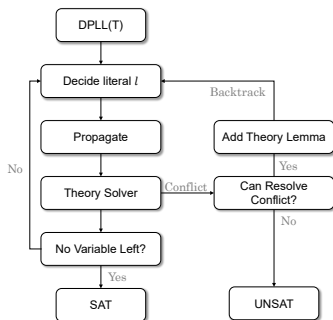 DPLL(T)
Decide literal l
Backtrack
Propagate
Add Theory Lemma
No
Yes
Theory Solver
Conflict
Can Resolve
Conflict?
No Variable Left?
No
Yes
SAT
UNSAT